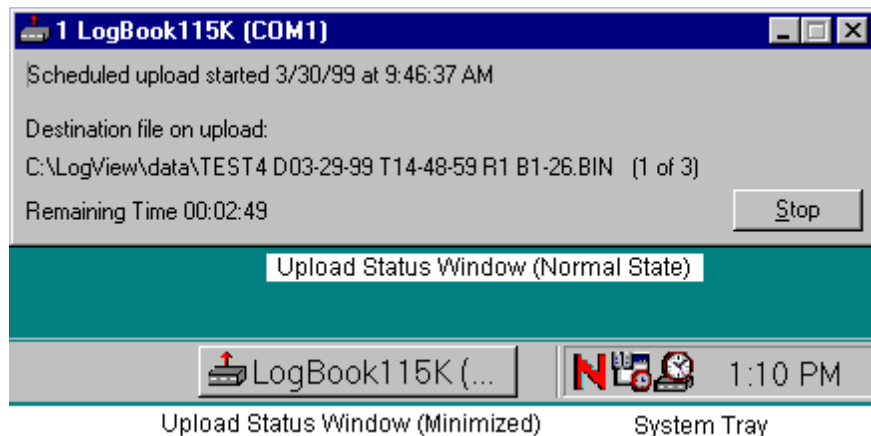 1 LogBook115K (COM1)
Scheduled upload started 3/30/99 at 9:46:37 AM
Destination file on upload:
C:\LogView\data\TEST4 D03-29-99 T14-48-59 R1 B1-26.BIN (1 of 3)
Remaining Time 00:02:49
Stop
Upload Status Window (Normal State)
LogBook115K (...
N
1:10 PM
Upload Status Window (Minimized)
System Tray